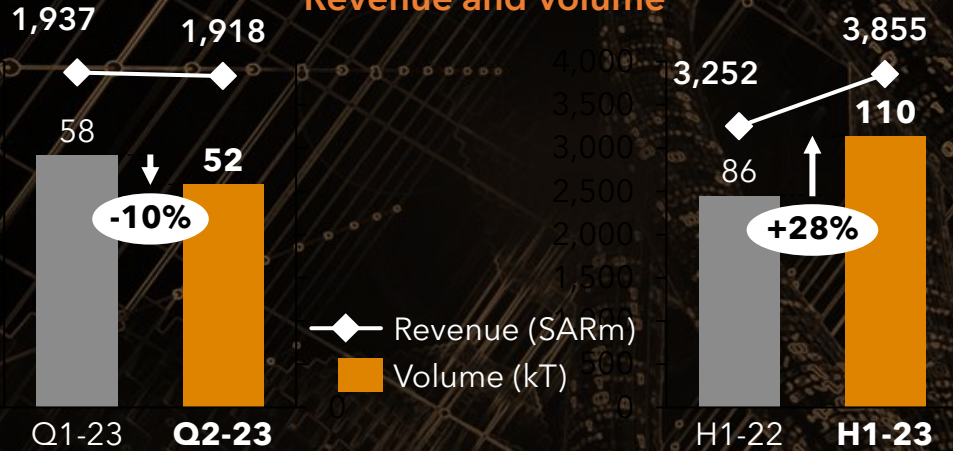 Revenue and Volume
1,937
1,918
58
52
-10%
Q1-23
Q2-23
Revenue (SARm)
Volume (kT)
0
4,000
3,500
3,000
2,500
2,000
1,500
500
0
3,252
3,855
86
110
+28%
H1-22
H1-23